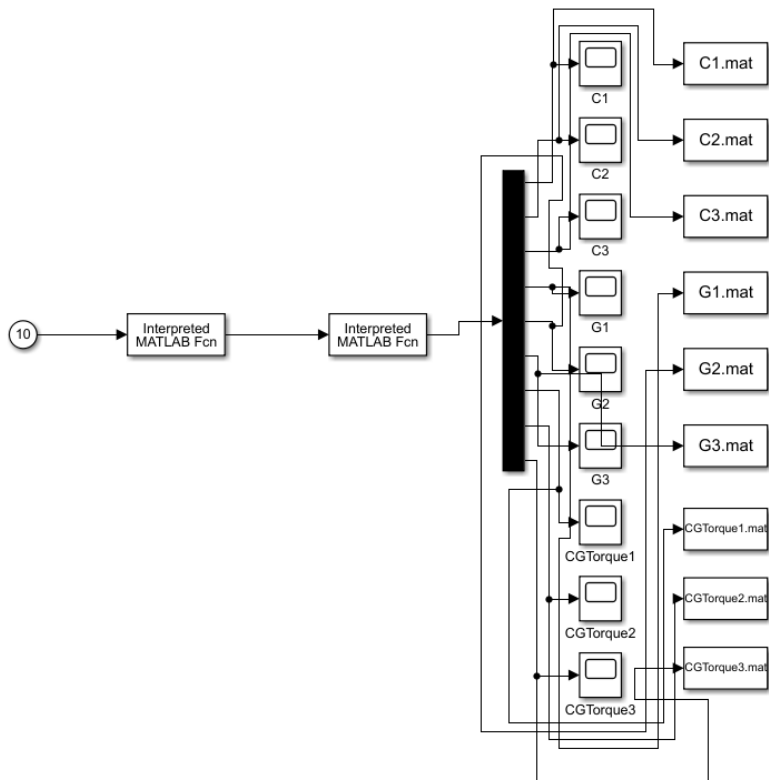 C1.mat
C1
C2.mat
C2
C3.mat
C3
G1.mat
G1
10
Interpreted
MATLAB Fcn
Interpreted
MATLAB Fcn
G2.mat
G2
G3.mat
G3
CGTorque1.mat
CGTorque1
CGTorque2.mat
CGTorque2
CGTorque3.mat
CGTorque3